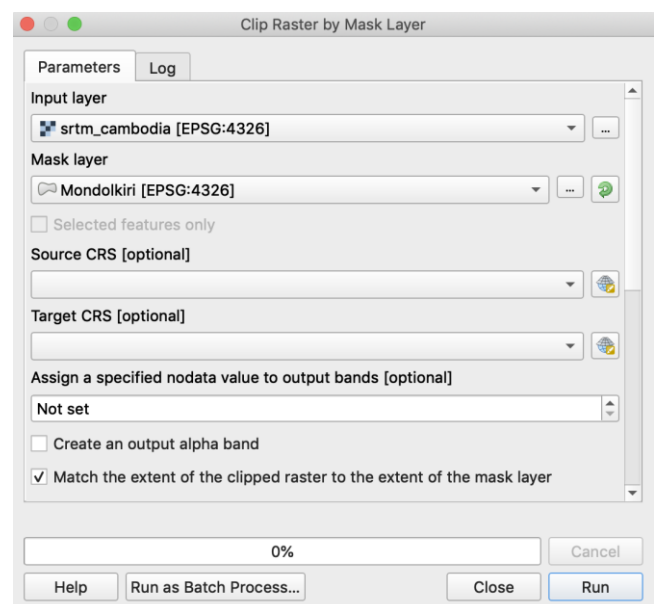 Clip Raster by Mask Layer
Parameters Log
Input layer
srtm_cambodia [EPSG:4326]
...
Mask layer
Mondolkiri [EPSG:4326]
...
Selected features only
Source CRS [optional]
Target CRS [optional]
Assign a specified nodata value to output bands [optional]
Not set
Create an output alpha band
Match the extent of the clipped raster to the extent of the mask layer
0% Cancel
Help Run as Batch Process... Close Run